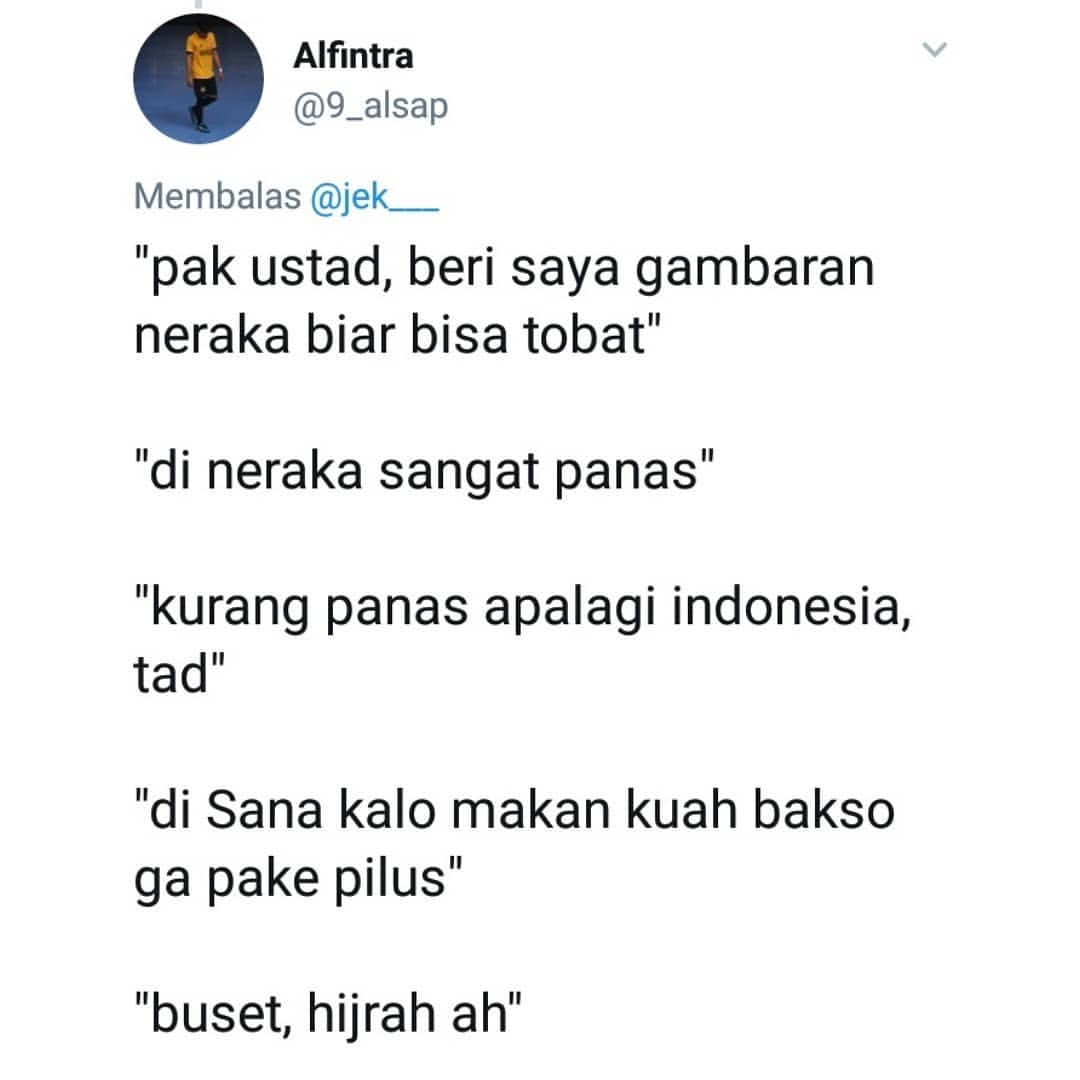 Alfintra
@9_alsap
Membalas @jek___
"pak ustad, beri saya gambaran
neraka biar bisa tobat"
"di neraka sangat panas"
"kurang panas apalagi indonesia,
tad"
"di Sana kalo makan kuah bakso
ga pake pilus"
"buset, hijrah ah"